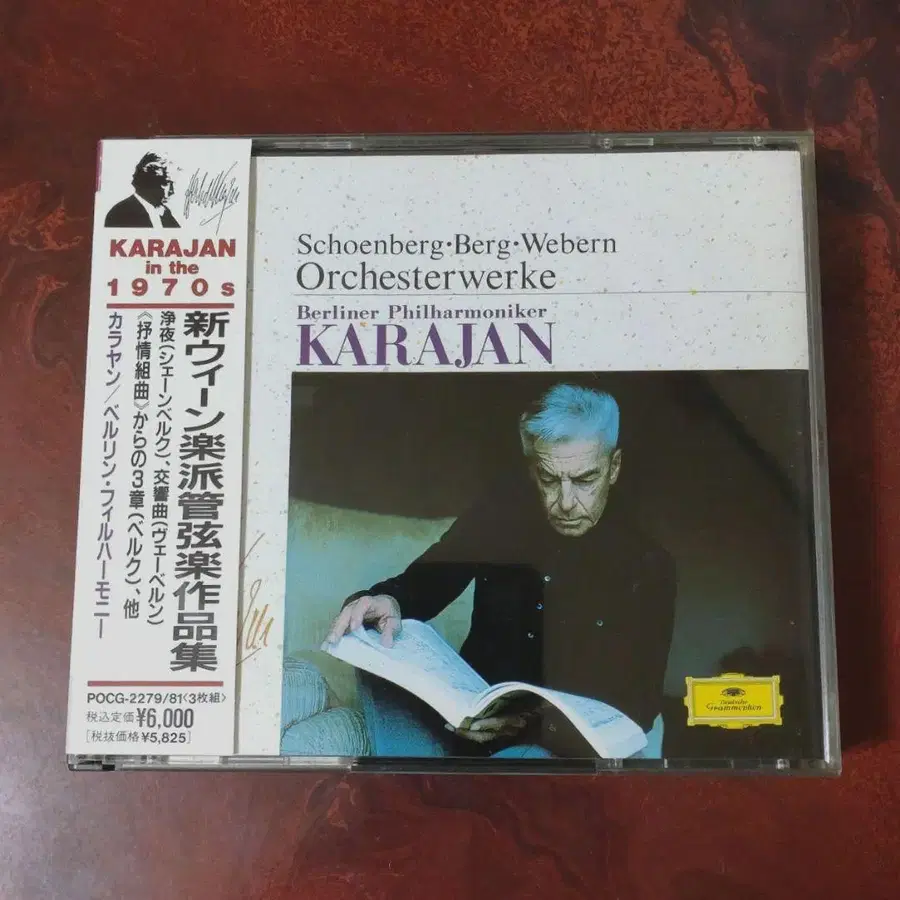 KARAJAN
in the
1970s
新ウィーン楽派管弦楽作品集
浄夜(シェーンベルク)、交響曲(ヴェーベルン)
《抒情組曲》からの3章(ベルク)、他
カラヤン/ベルリン・フィルハーモニー
POCG-2279/81〈3枚組〉
税込定価¥6,000
[税抜価格¥5,825]
Schoenberg·Berg·Webern
Orchesterwerke
Berliner Philharmoniker
KARAJAN
Deutsche
Grammophon